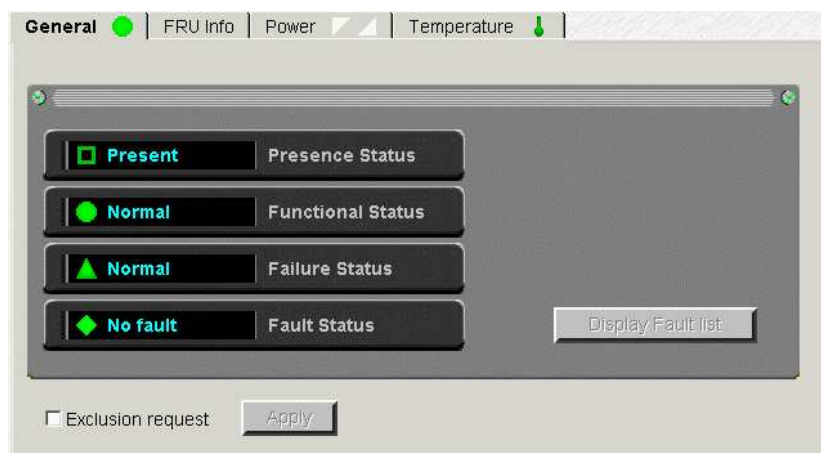 General FRU Info Power Temperature
Present Presence Status
Normal Functional Status
Normal Failure Status
No fault Fault Status Display Fault list
Exclusion request Apply